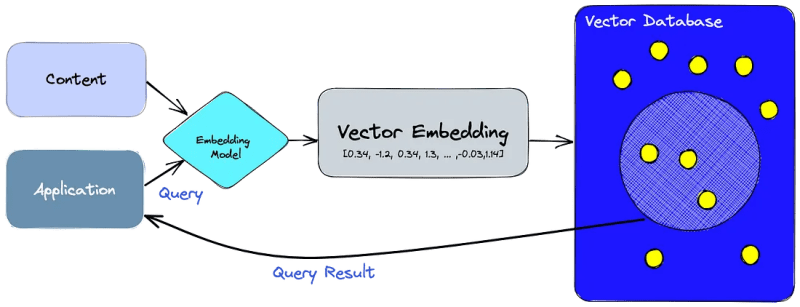 Vector Database
Content
Embedding
Model
Vector Embedding
[0.34, -1.2, 0.34, 1.3, ... ,-0.03,1.14]
Application
Query
Query Result